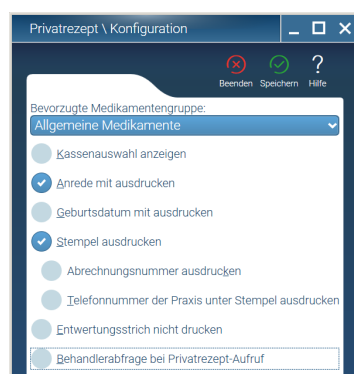 Privatrezept \ Konfiguration
Beenden Speichern Hilfe
Bevorzugte Medikamentengruppe:
Allgemeine Medikamente
Kassenauswahl anzeigen
Anrede mit ausdrucken
Geburtsdatum mit ausdrucken
Stempel ausdrucken
Abrechnungsnummer ausdrucken
Telefonnummer der Praxis unter Stempel ausdrucken
Entwertungsstrich nicht drucken
Behandlerabfrage bei Privatrezept-Aufruf